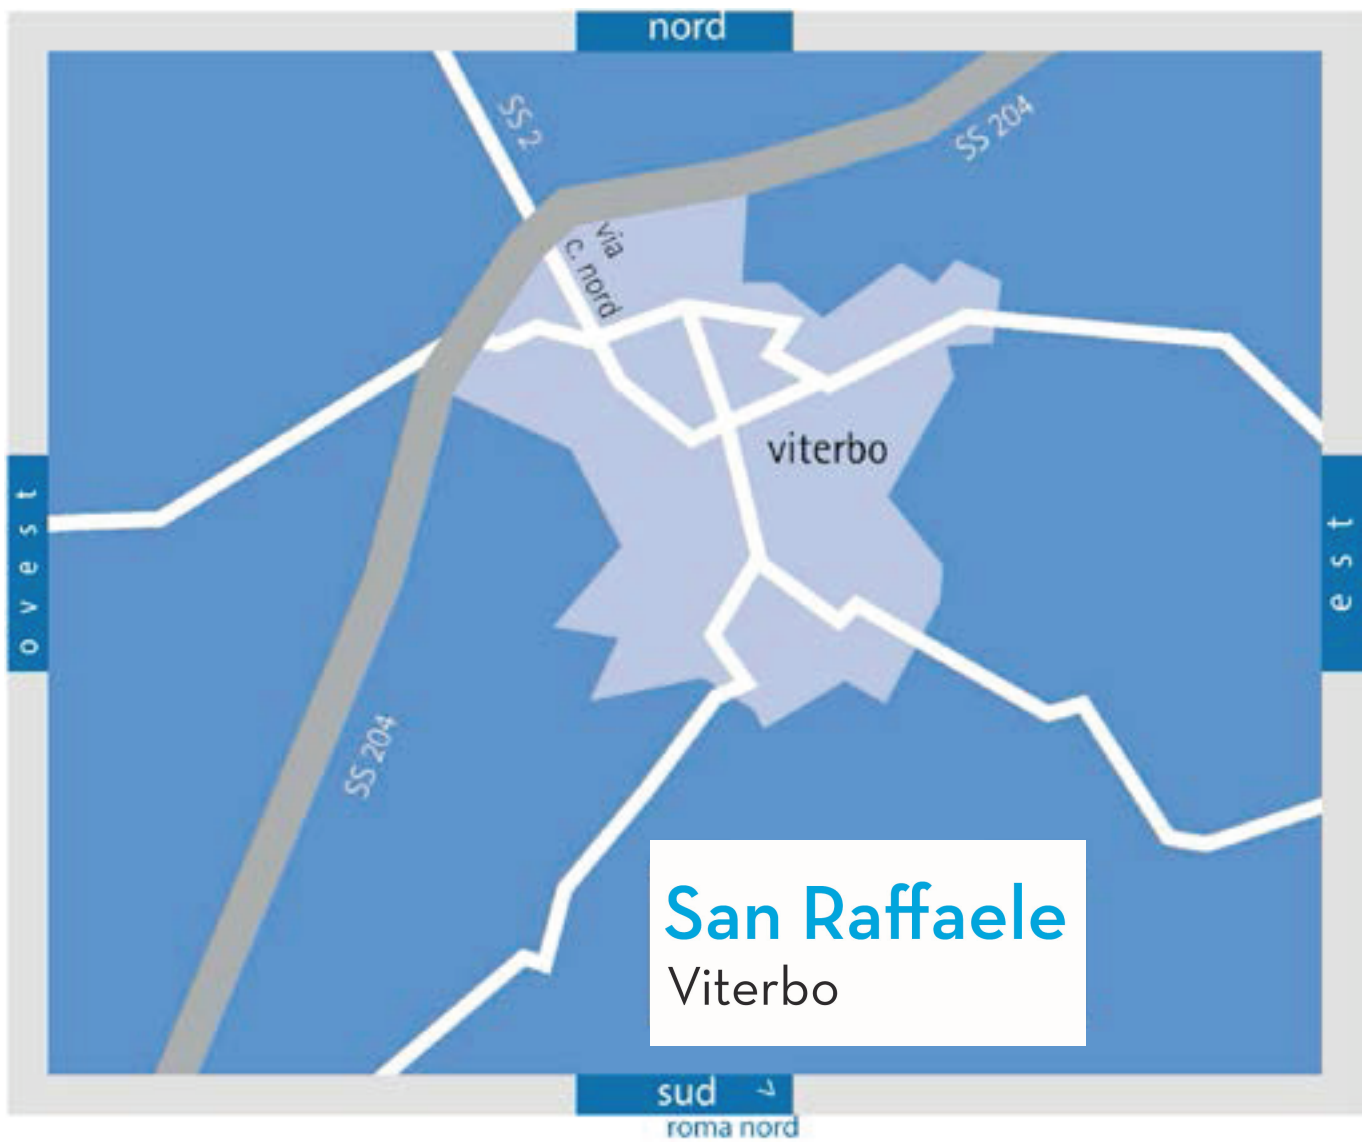 nord
SS 2
SS 204
via
c. nord
viterbo
ovest
est
SS 204
San Raffaele
Viterbo
sud >
roma nord